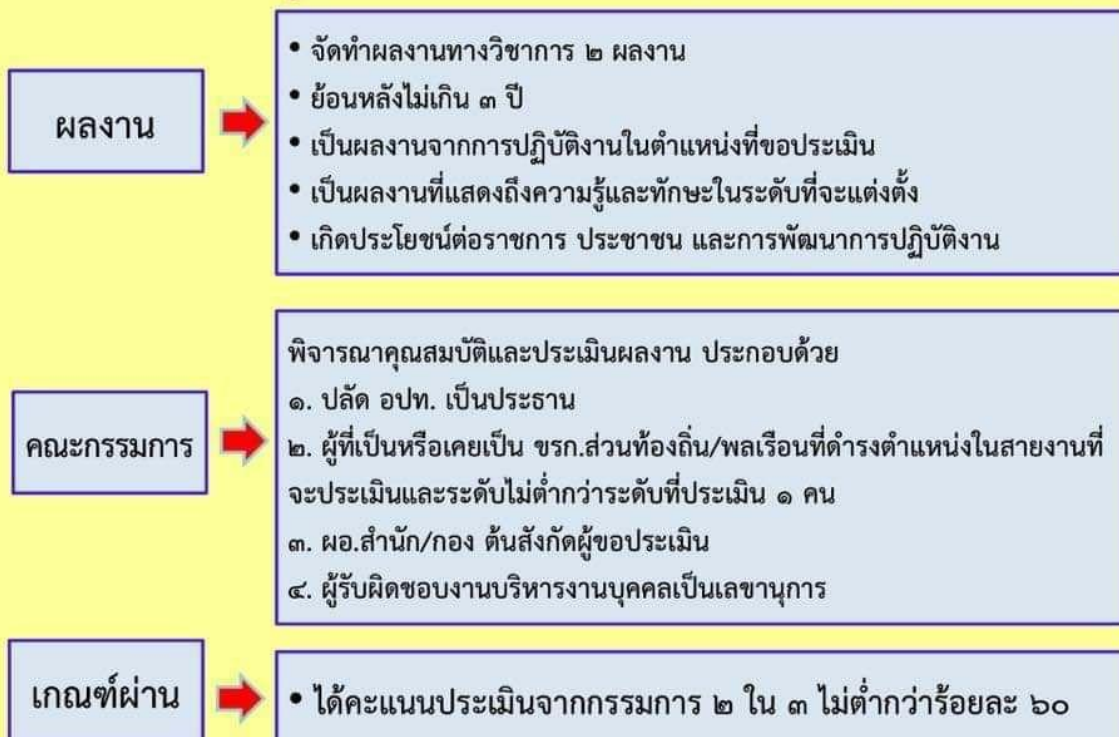 ผลงาน
• จัดทำผลงานทางวิชาการ ๒ ผลงาน
• ย้อนหลังไม่เกิน ๓ ปี
• เป็นผลงานจากการปฏิบัติงานในตำแหน่งที่ขอประเมิน
• เป็นผลงานที่แสดงถึงความรู้และทักษะในระดับที่จะแต่งตั้ง
• เกิดประโยชน์ต่อราชการ ประชาชน และการพัฒนาการปฏิบัติงาน
คณะกรรมการ
พิจารณาคุณสมบัติและประเมินผลงาน ประกอบด้วย
๑. ปลัด อปท. เป็นประธาน
๒. ผู้ที่เป็นหรือเคยเป็น ขรก.ส่วนท้องถิ่น/พลเรือนที่ดำรงตำแหน่งในสายงานที่
จะประเมินและระดับไม่ต่ำกว่าระดับที่ประเมิน ๑ คน
๓. ผอ.สำนัก/กอง ต้นสังกัดผู้ขอประเมิน
๔. ผู้รับผิดชอบงานบริหารงานบุคคลเป็นเลขานุการ
เกณฑ์ผ่าน
• ได้คะแนนประเมินจากกรรมการ ๒ ใน ๓ ไม่ต่ำกว่าร้อยละ ๖๐